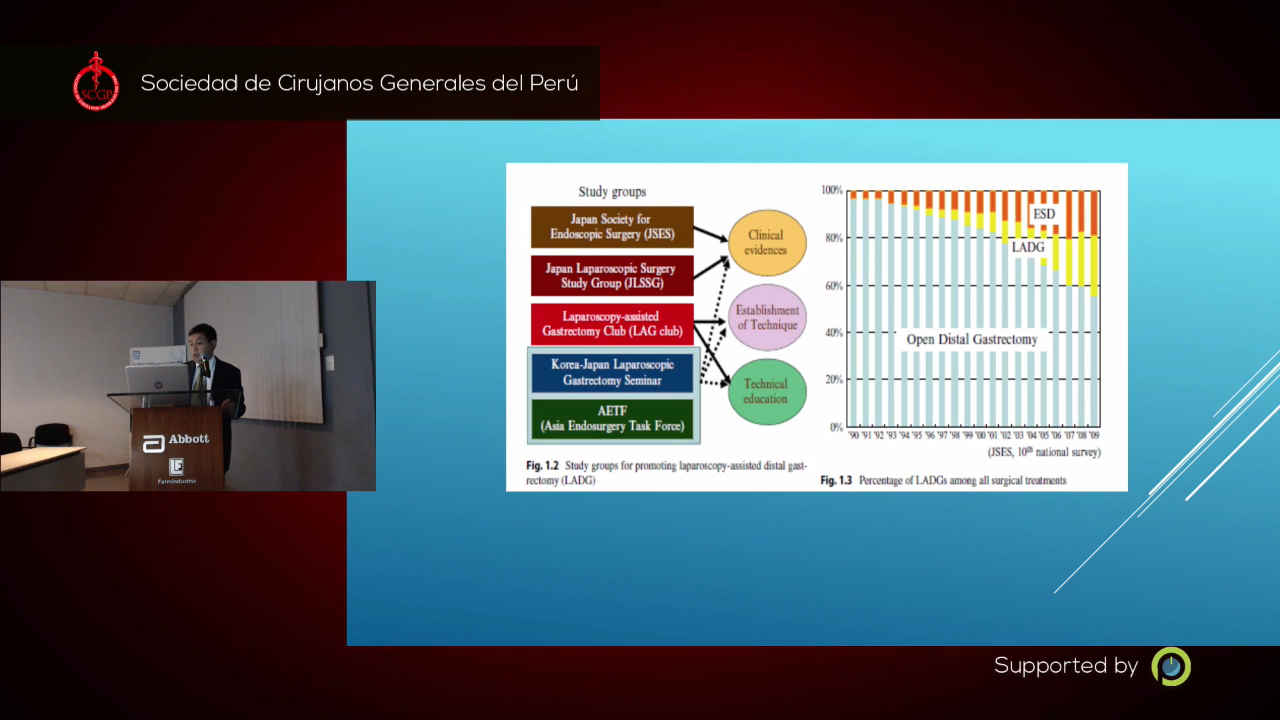 Sociedad de Cirujanos Generales del Perú
SCGP
Study groups
Japan Society for
Endoscopic Surgery (JSES)
Japan Laparoscopic Surgery
Study Group (JLSSG)
Laparoscopy-assisted
Gastrectomy Club (LAG club)
Korea-Japan Laparoscopic
Gastrectomy Seminar
AETF
(Asia Endosurgery Task Force)
Clinical
evidences
Establishment
of Technique
Technical
education
Fig. 1.2 Study groups for promoting laparoscopy-assisted distal gast-
rectomy (LADG)
100%
80%
60%
40%
20%
0%
ESD
LADG
Open Distal Gastrectomy
'90 '91 '92 '93 '94 '95 '96 '97 '98 '99 '00 '01 '02 '03 '04 '05 '06 '07 '08 '09
(JSES, 10th national survey)
Fig. 1.3 Percentage of LADGs among all surgical treatments
hp
Abbott
Farmindustria
Supported by